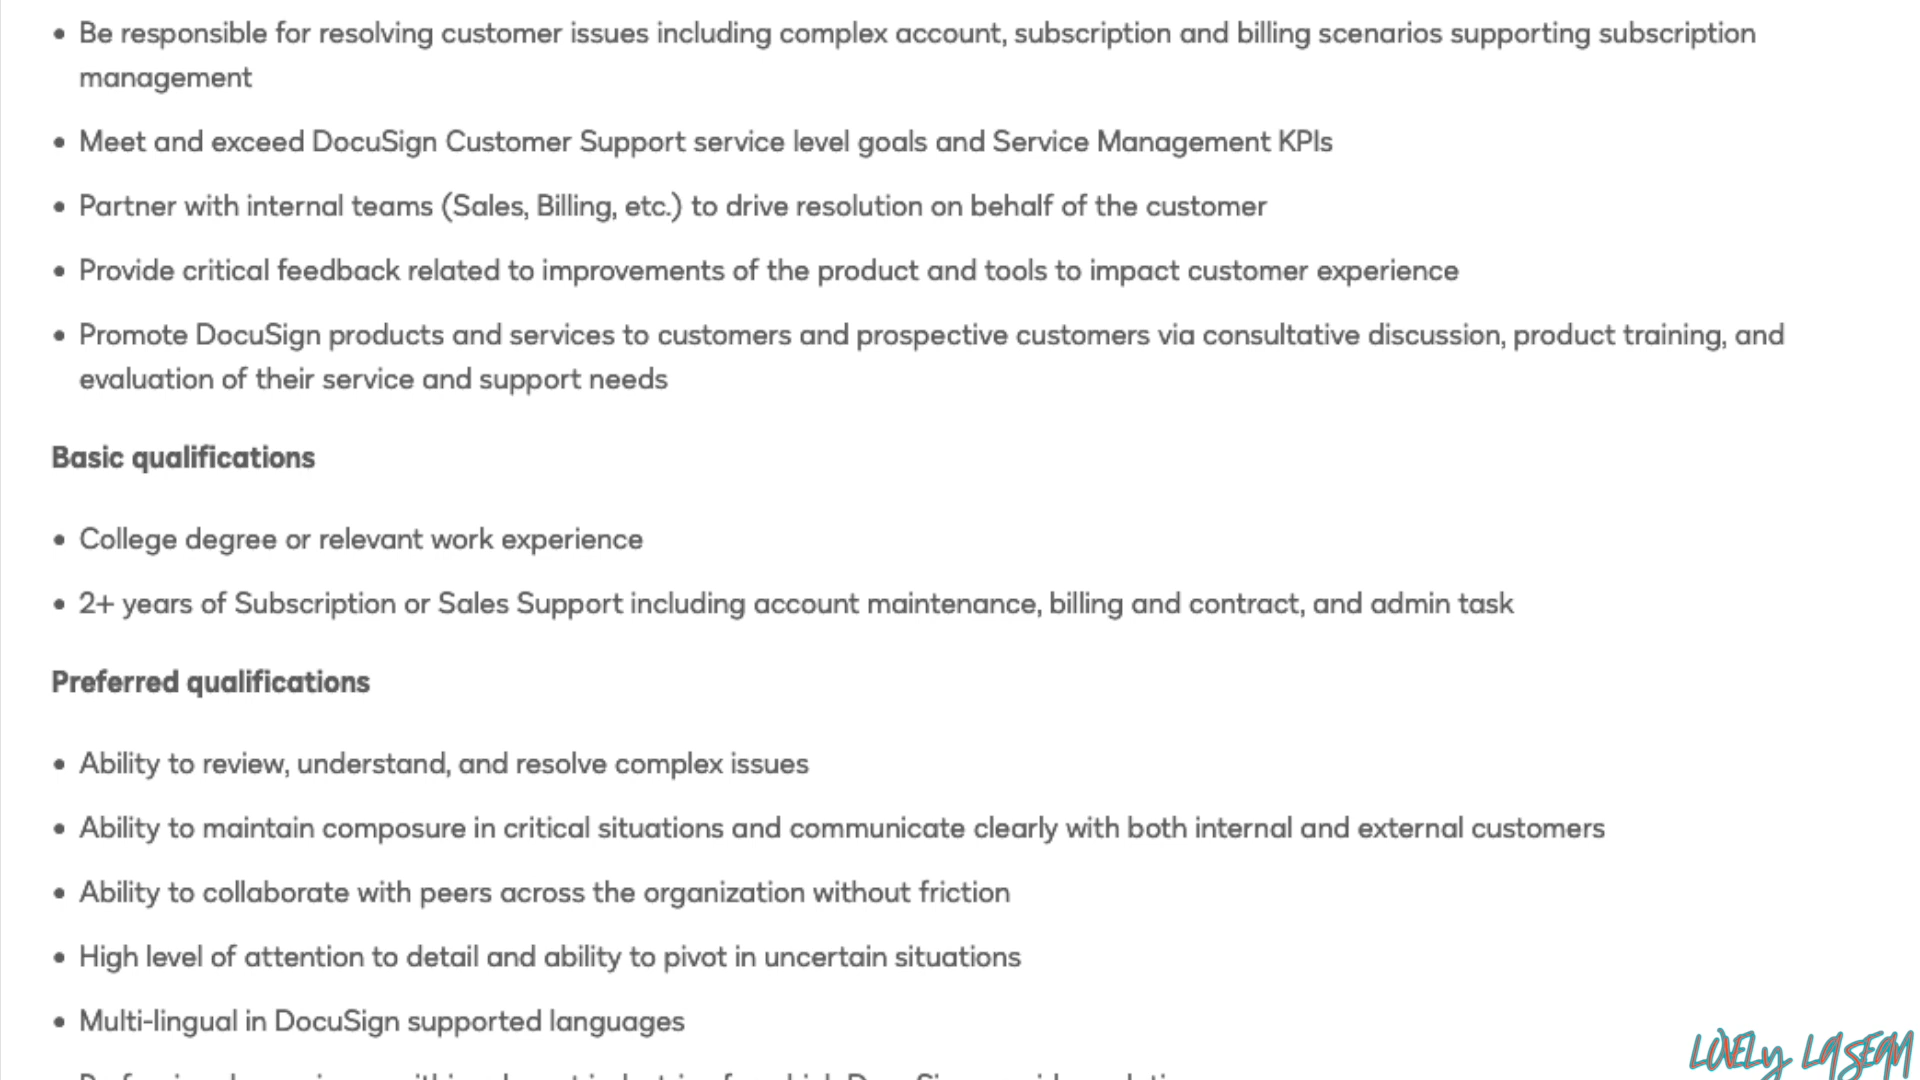 • Be responsible for resolving customer issues including complex account, subscription and billing scenarios supporting subscription
management
• Meet and exceed DocuSign Customer Support service level goals and Service Management KPIs
• Partner with internal teams (Sales, Billing, etc.) to drive resolution on behalf of the customer
• Provide critical feedback related to improvements of the product and tools to impact customer experience
• Promote DocuSign products and services to customers and prospective customers via consultative discussion, product training, and
evaluation of their service and support needs
Basic qualifications
• College degree or relevant work experience
• 2+ years of Subscription or Sales Support including account maintenance, billing and contract, and admin task
Preferred qualifications
• Ability to review, understand, and resolve complex issues
• Ability to maintain composure in critical situations and communicate clearly with both internal and external customers
• Ability to collaborate with peers across the organization without friction
• High level of attention to detail and ability to pivot in uncertain situations
• Multi-lingual in DocuSign supported languages
LOVELY